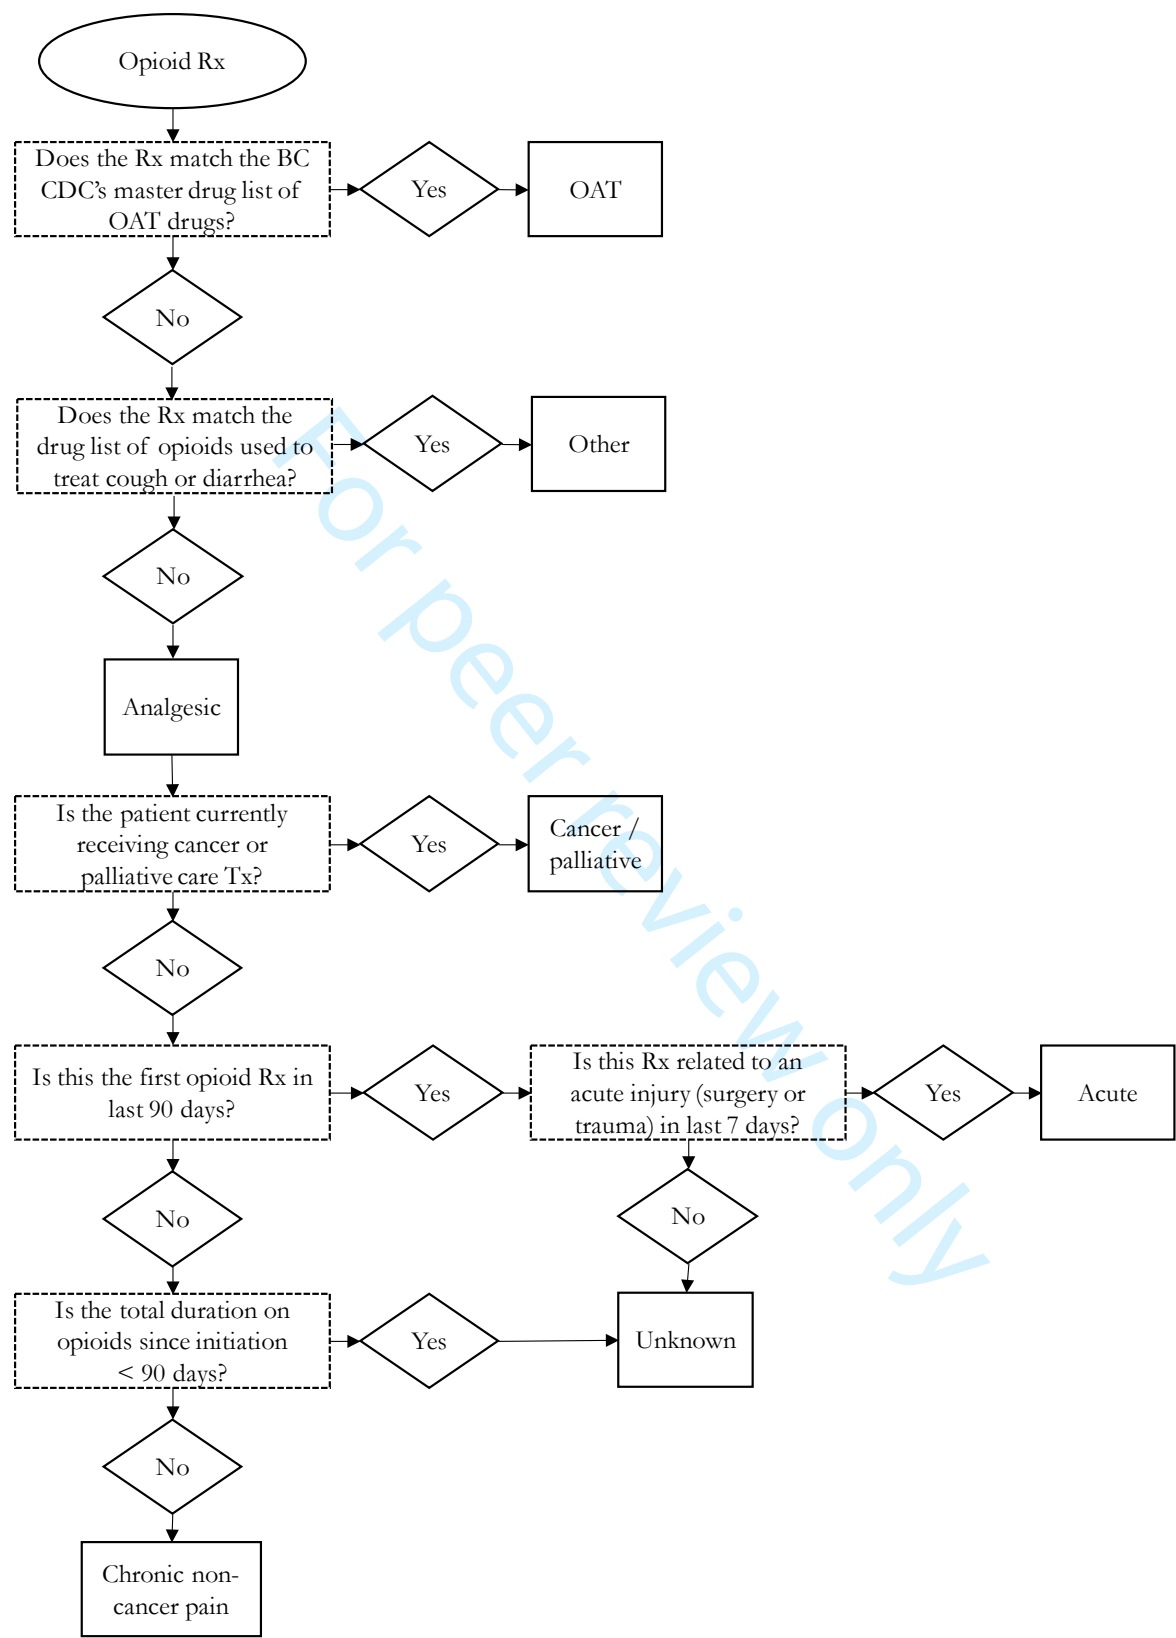 Opioid Rx
Does the Rx match the BC
CDC's master drug list of
OAT drugs?
Yes
OAT
No
Does the Rx match the
drug list of opioids used to
treat cough or diarrhea?
Yes
Other
No
Analgesic
Is the patient currently
receiving cancer or
palliative care Tx?
Yes
Cancer /
palliative
No
Is this the first opioid Rx in
last 90 days?
Yes
Is this Rx related to an
acute injury (surgery or
trauma) in last 7 days?
Yes
Acute
No
No
Is the total duration on
opioids since initiation
< 90 days?
Yes
Unknown
No
Chronic non-
cancer pain
For peer review only